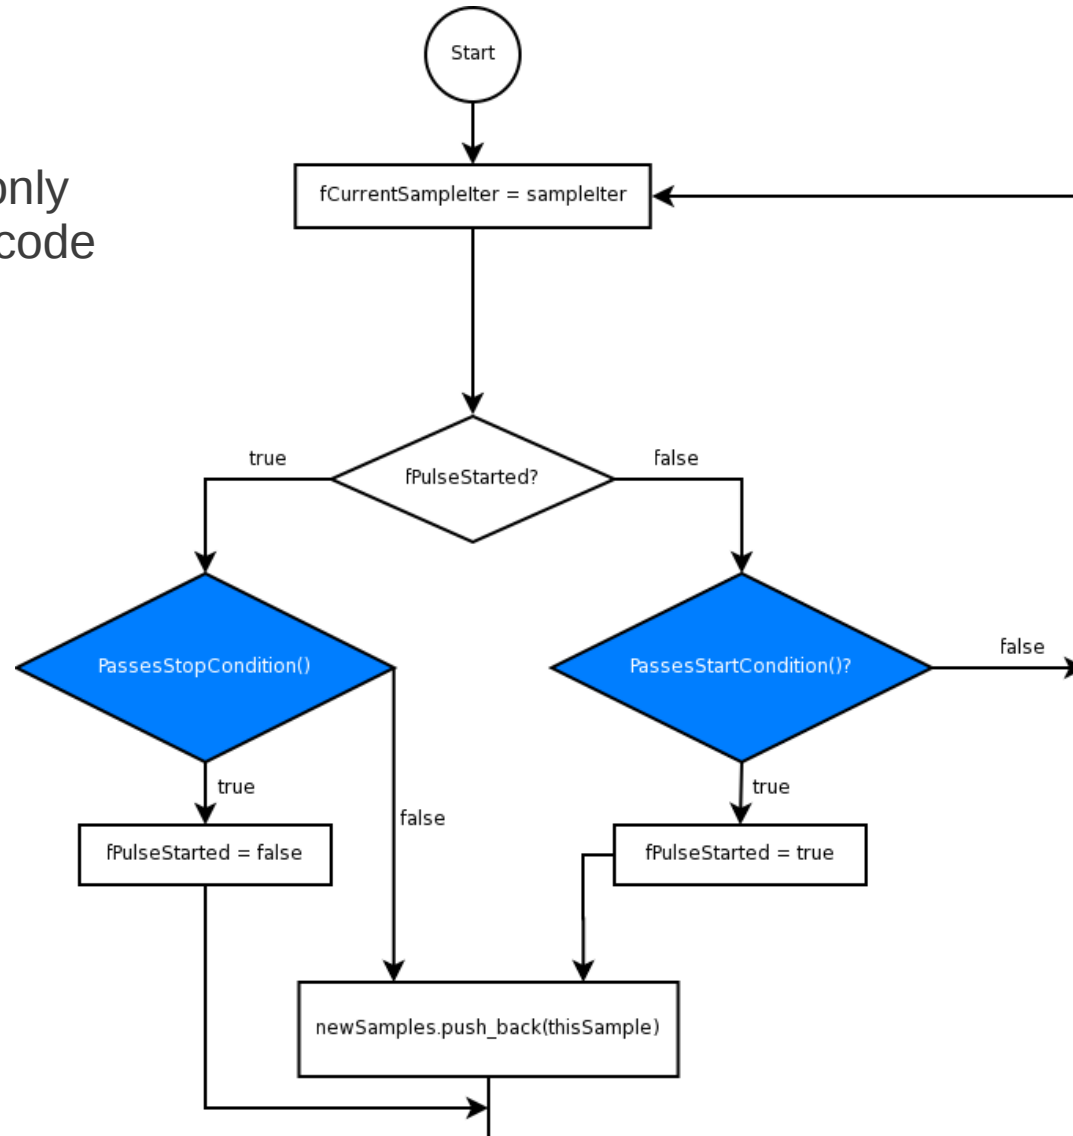 Start
only
code
fCurrentSampleIter = sampleIter
true
false
fPulseStarted?
PassesStopCondition()
PassesStartCondition()?
false
true
true
false
fPulseStarted = false
fPulseStarted = true
newSamples.push_back(thisSample)